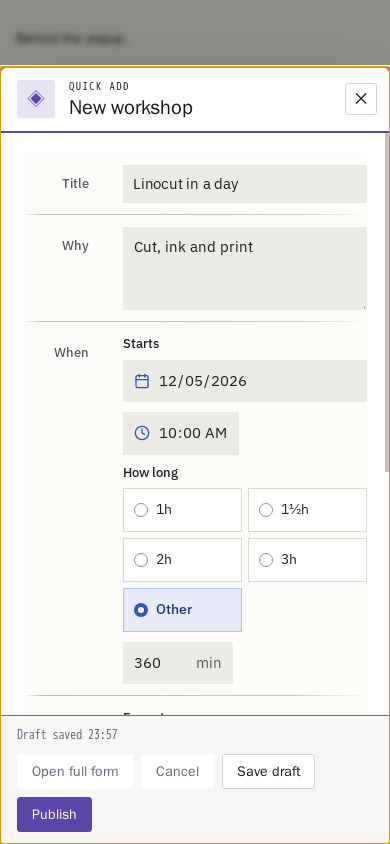 Behind the popup.
QUICK ADD
New workshop
Title
Linocut in a day
Why
Cut, ink and print
When
Starts
12/05/2026
10:00 AM
How long
1h
1½h
2h
3h
Other
360 min
Draft saved 23:57
Open full form
Cancel
Save draft
Publish